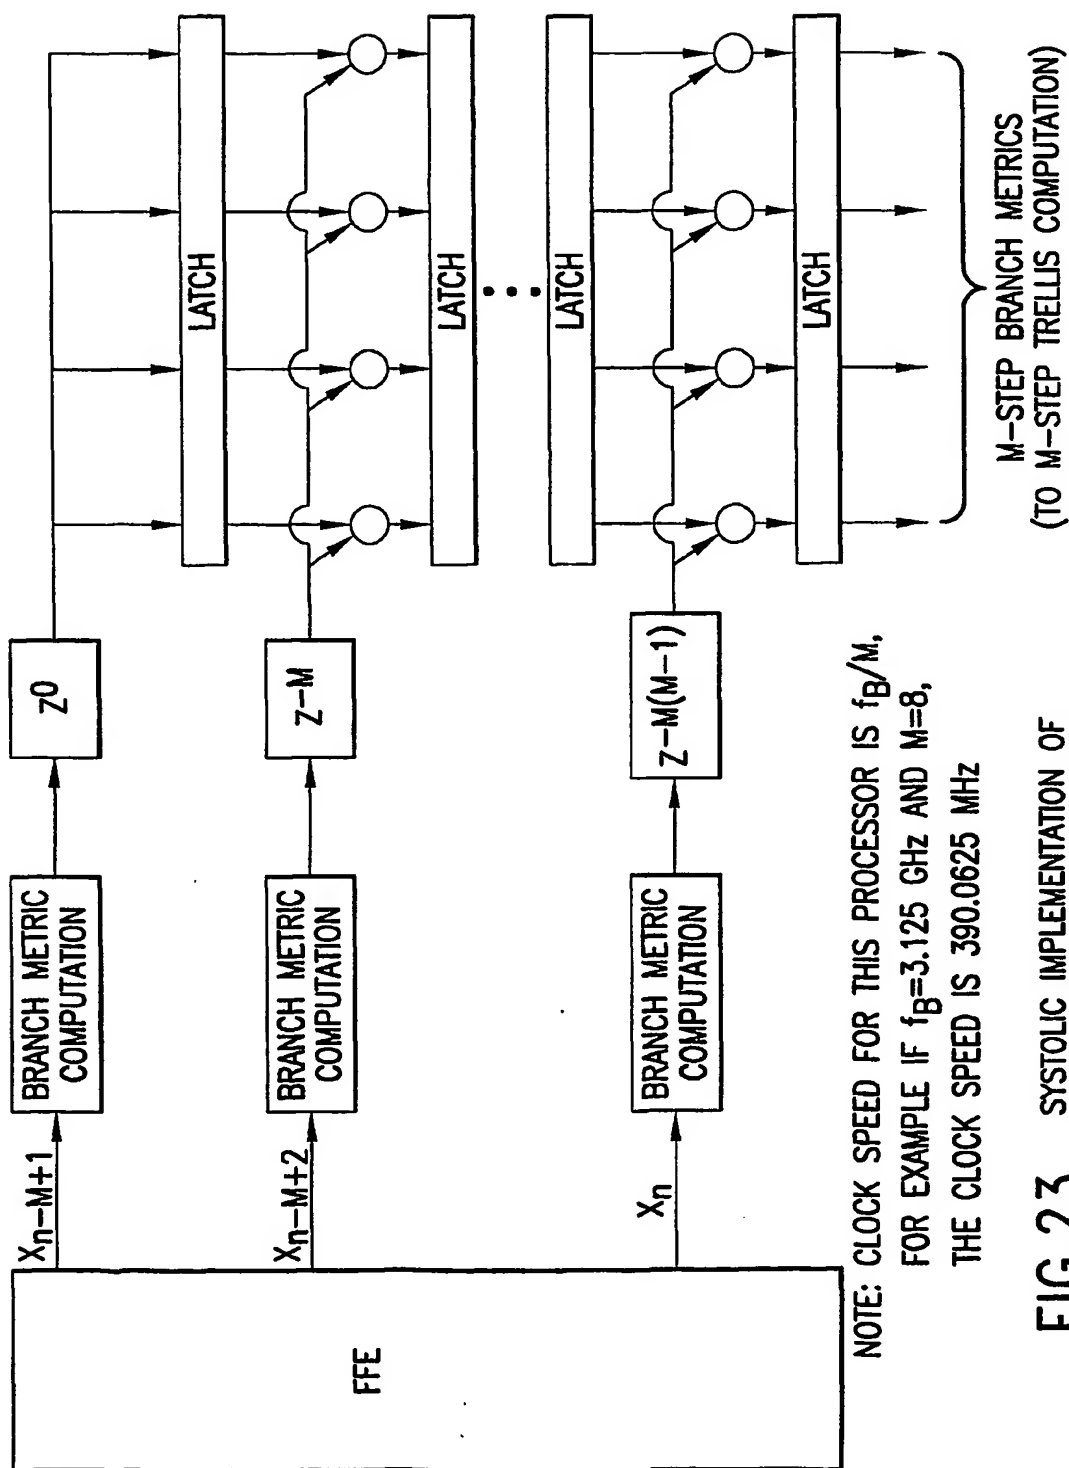 FFE
Xn-M+1
BRANCH METRIC
COMPUTATION
Z0
LATCH
Xn-M+2
BRANCH METRIC
COMPUTATION
Z-M
LATCH
LATCH
Xn
BRANCH METRIC
COMPUTATION
Z-M(M-1)
LATCH
M-STEP BRANCH METRICS
(TO M-STEP TRELLIS COMPUTATION)
NOTE: CLOCK SPEED FOR THIS PROCESSOR IS fB/M,
FOR EXAMPLE IF fB=3.125 GHz AND M=8,
THE CLOCK SPEED IS 390.0625 MHz
FIG.23 SYSTOLIC IMPLEMENTATION OF